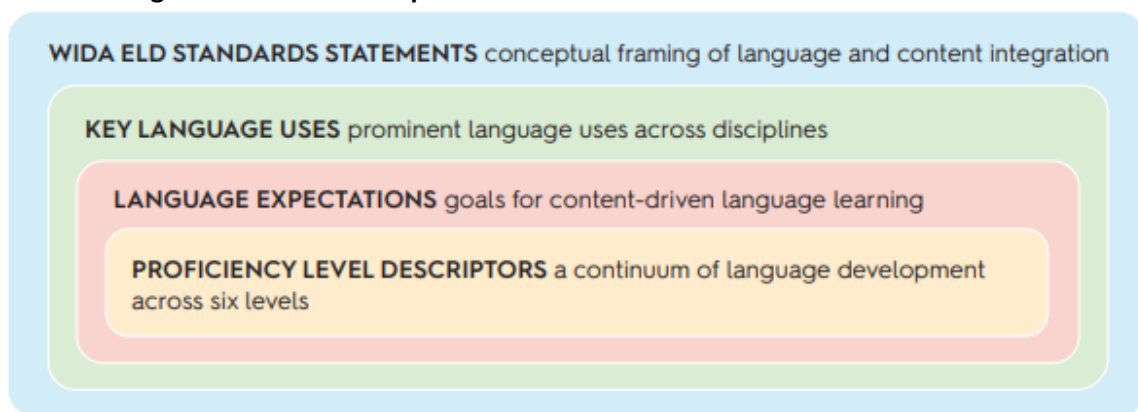 WIDA ELD STANDARDS STATEMENTS conceptual framing of language and content integration
KEY LANGUAGE USES prominent language uses across disciplines
LANGUAGE EXPECTATIONS goals for content-driven language learning
PROFICIENCY LEVEL DESCRIPTORS a continuum of language development
across six levels